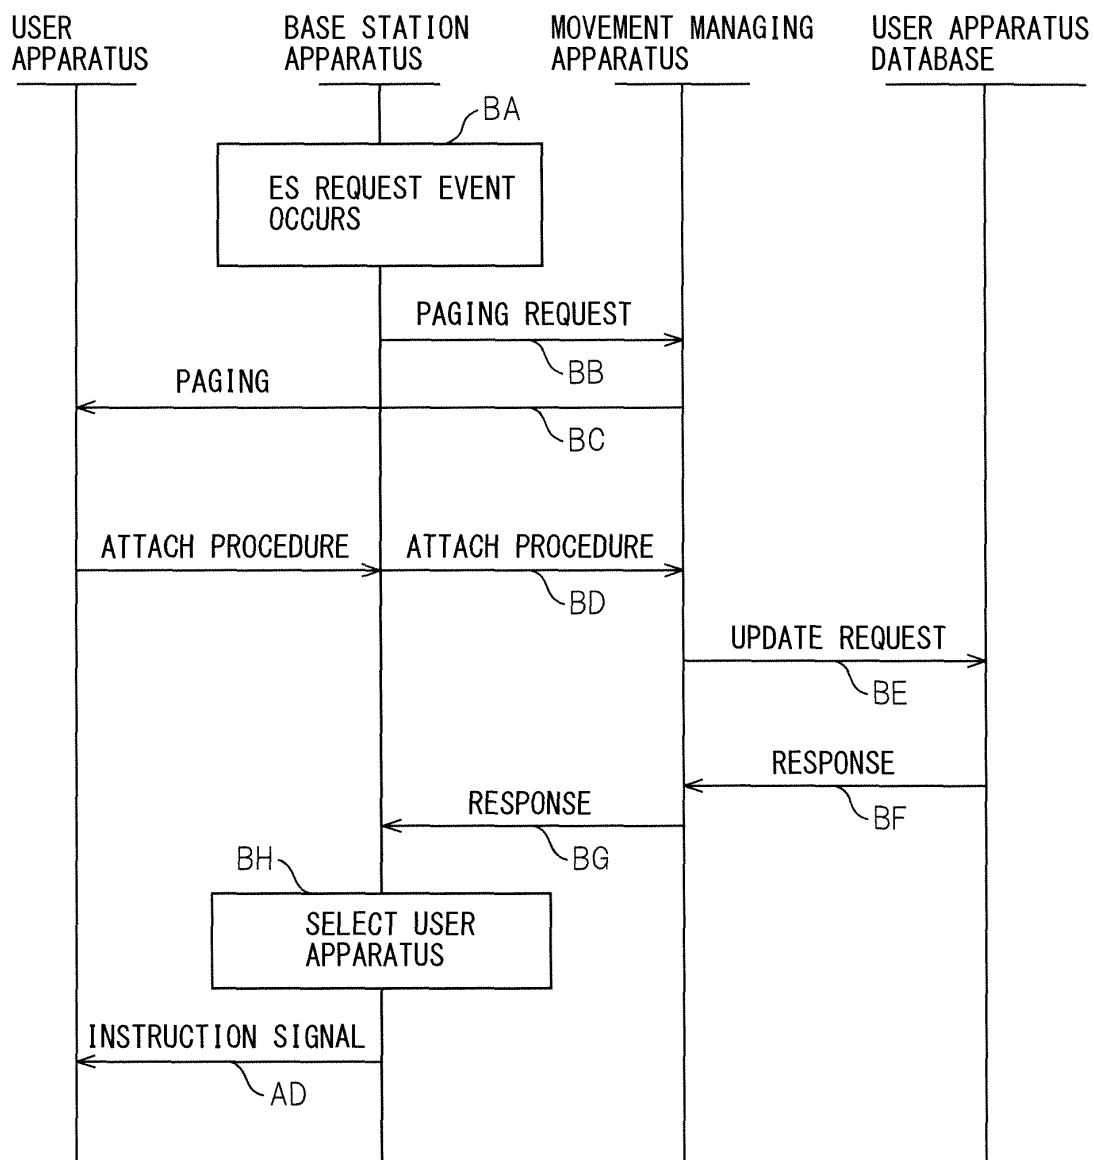 USER
APPARATUS
BASE STATION
APPARATUS
MOVEMENT MANAGING
APPARATUS
USER APPARATUS
DATABASE
BA
ES REQUEST EVENT
OCCURS
PAGING REQUEST
BB
PAGING
BC
ATTACH PROCEDURE
ATTACH PROCEDURE
BD
UPDATE REQUEST
BE
RESPONSE
BF
RESPONSE
BG
BH
SELECT USER
APPARATUS
INSTRUCTION SIGNAL
AD